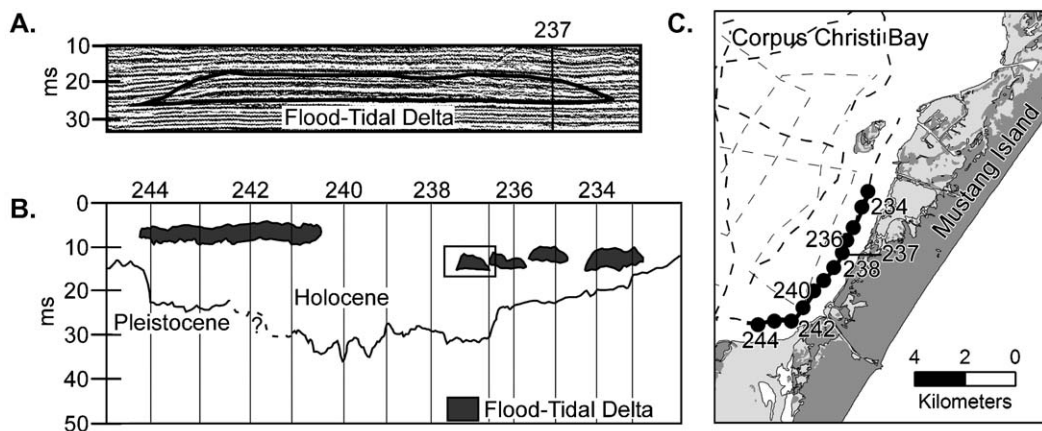 A.
237
10
20
30
ms
Flood-Tidal Delta
B.
244 242 240 238 236 234
0
10
20
30
40
50
ms
Holocene
Pleistocene
?
Flood-Tidal Delta
C.
Corpus Christi Bay
Mustang Island
234
236
237
238
240
242
244
4 2 0
Kilometers